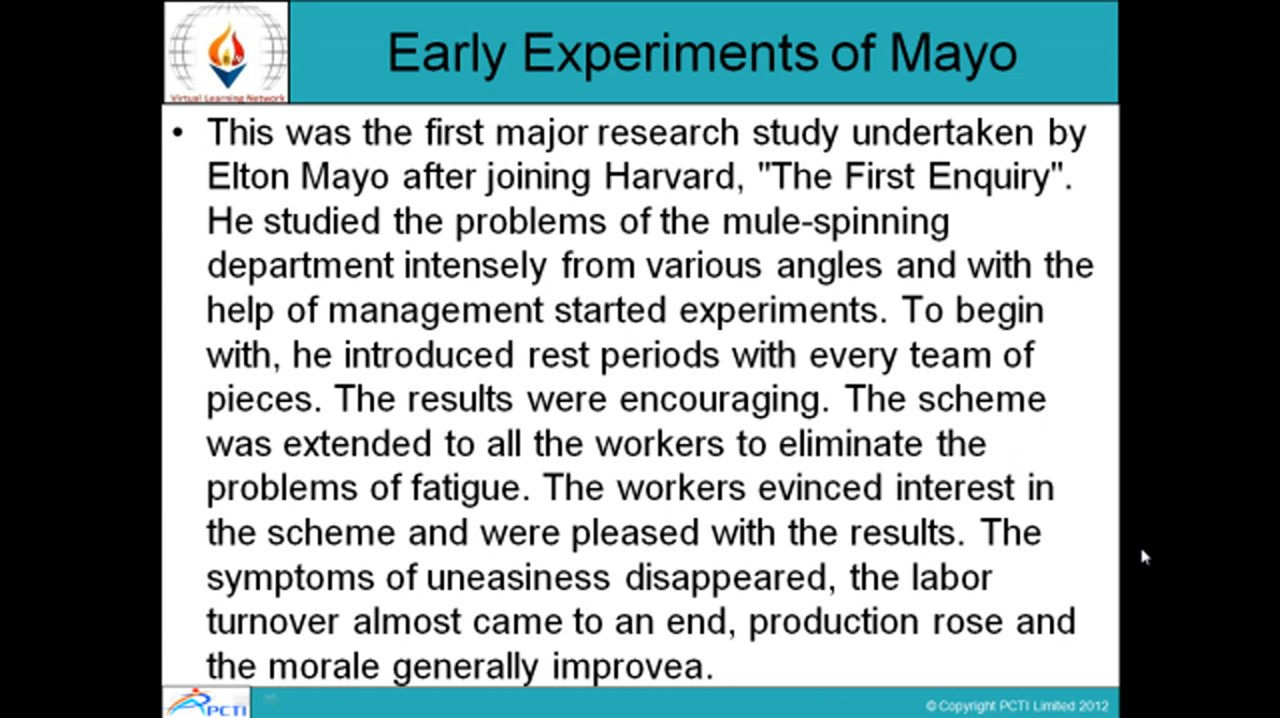 Early Experiments of Mayo
Virtual Learning Network
• This was the first major research study undertaken by
Elton Mayo after joining Harvard, "The First Enquiry".
He studied the problems of the mule-spinning
department intensely from various angles and with the
help of management started experiments. To begin
with, he introduced rest periods with every team of
pieces. The results were encouraging. The scheme
was extended to all the workers to eliminate the
problems of fatigue. The workers evinced interest in
the scheme and were pleased with the results. The
symptoms of uneasiness disappeared, the labor
turnover almost came to an end, production rose and
the morale generally improvea.
PCTI
© Copyright PCTI Limited 2012